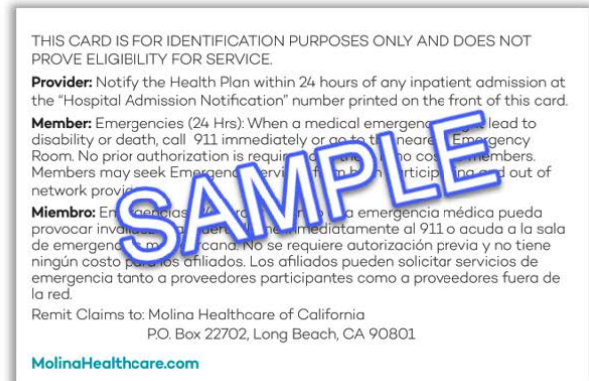 THIS CARD IS FOR IDENTIFICATION PURPOSES ONLY AND DOES NOT
PROVE ELIGIBILITY FOR SERVICE.
Provider: Notify the Health Plan within 24 hours of any inpatient admission at
the “Hospital Admission Notification” number printed on the front of this card.
Member: Emergencies (24 Hrs): When a medical emergency lead to
disability or death, call 911 immediately or go to the nearest Emergency
Room. No prior authorization is required no cost members.
Members may seek Emergency from participating and out of
network
SAMPLE
Miembro: emergencia médica pueda
provocar inmediatamente al 911 o acuda a la sala
de emergencias cercana. No se requiere autorización previa y no tiene
ningún costo para los afiliados. Los afiliados pueden solicitar servicios de
emergencia tanto a proveedores participantes como a proveedores fuera de
la red.
Remit Claims to: Molina Healthcare of California
P.O. Box 22702, Long Beach, CA 90801
MolinaHealthcare.com